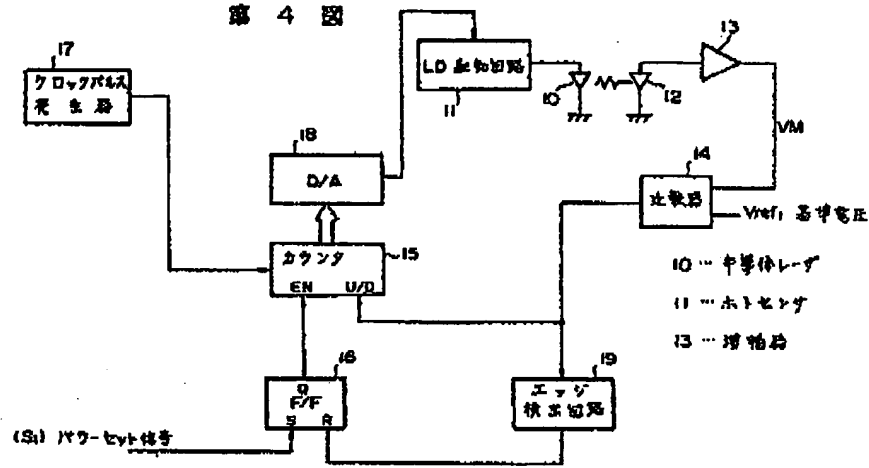 第 4 図
17
クロックパルス
発生器
18
D/A
LD駆動回路
11
10
12
13
VM
14
比較器
Vref, 基準電圧
カウンタ
15
EN U/D
10 … 半導体レーザ
11 … ホトセンサ
13 … 増幅器
16
Q
F/F
S R
19
エッジ
検出回路
(S1) パワーセット信号